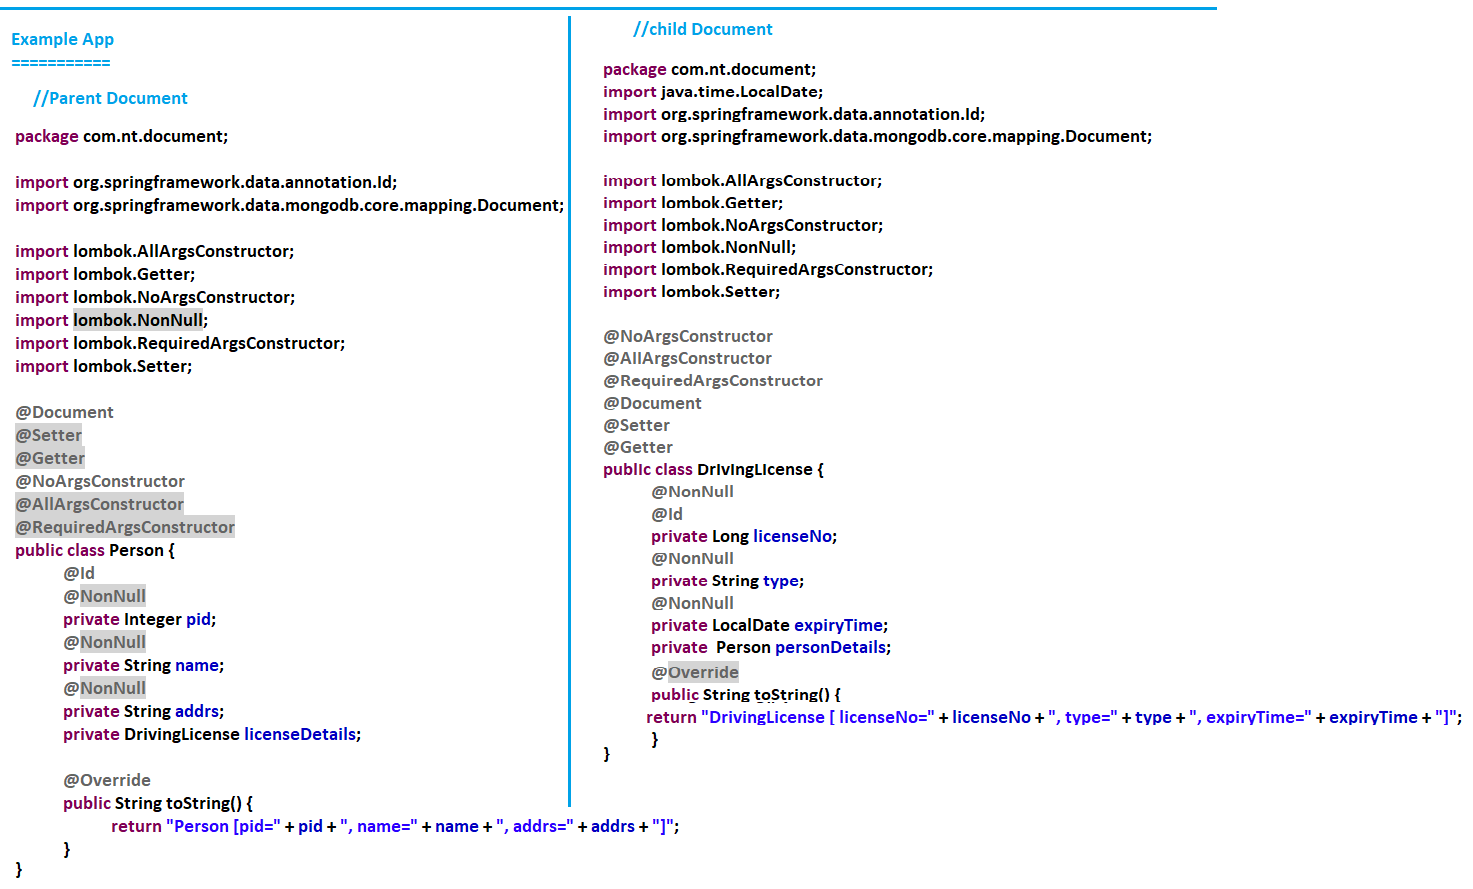 Example App
===========
//Parent Document
package com.nt.document;
import org.springframework.data.annotation.Id;
import org.springframework.data.mongodb.core.mapping.Document;
import lombok.AllArgsConstructor;
import lombok.Getter;
import lombok.NoArgsConstructor;
import lombok.NonNull;
import lombok.RequiredArgsConstructor;
import lombok.Setter;
@Document
@Setter
@Getter
@NoArgsConstructor
@AllArgsConstructor
@RequiredArgsConstructor
public class Person {
@Id
@NonNull
private Integer pid;
@NonNull
private String name;
@NonNull
private String addrs;
private DrivingLicense licenseDetails;
@Override
public String toString() {
return "Person [pid=" + pid + ", name=" + name + ", addrs=" + addrs + "]";
}
}
//child Document
package com.nt.document;
import java.time.LocalDate;
import org.springframework.data.annotation.Id;
import org.springframework.data.mongodb.core.mapping.Document;
import lombok.AllArgsConstructor;
import lombok.Getter;
import lombok.NoArgsConstructor;
import lombok.NonNull;
import lombok.RequiredArgsConstructor;
import lombok.Setter;
@NoArgsConstructor
@AllArgsConstructor
@RequiredArgsConstructor
@Document
@Setter
@Getter
public class DrivingLicense {
@NonNull
@Id
private Long licenseNo;
@NonNull
private String type;
@NonNull
private LocalDate expiryTime;
private  Person personDetails;
@Override
public String toString() {
return "DrivingLicense [ licenseNo=" + licenseNo + ", type=" + type + ", expiryTime=" + expiryTime + "]";
}
}